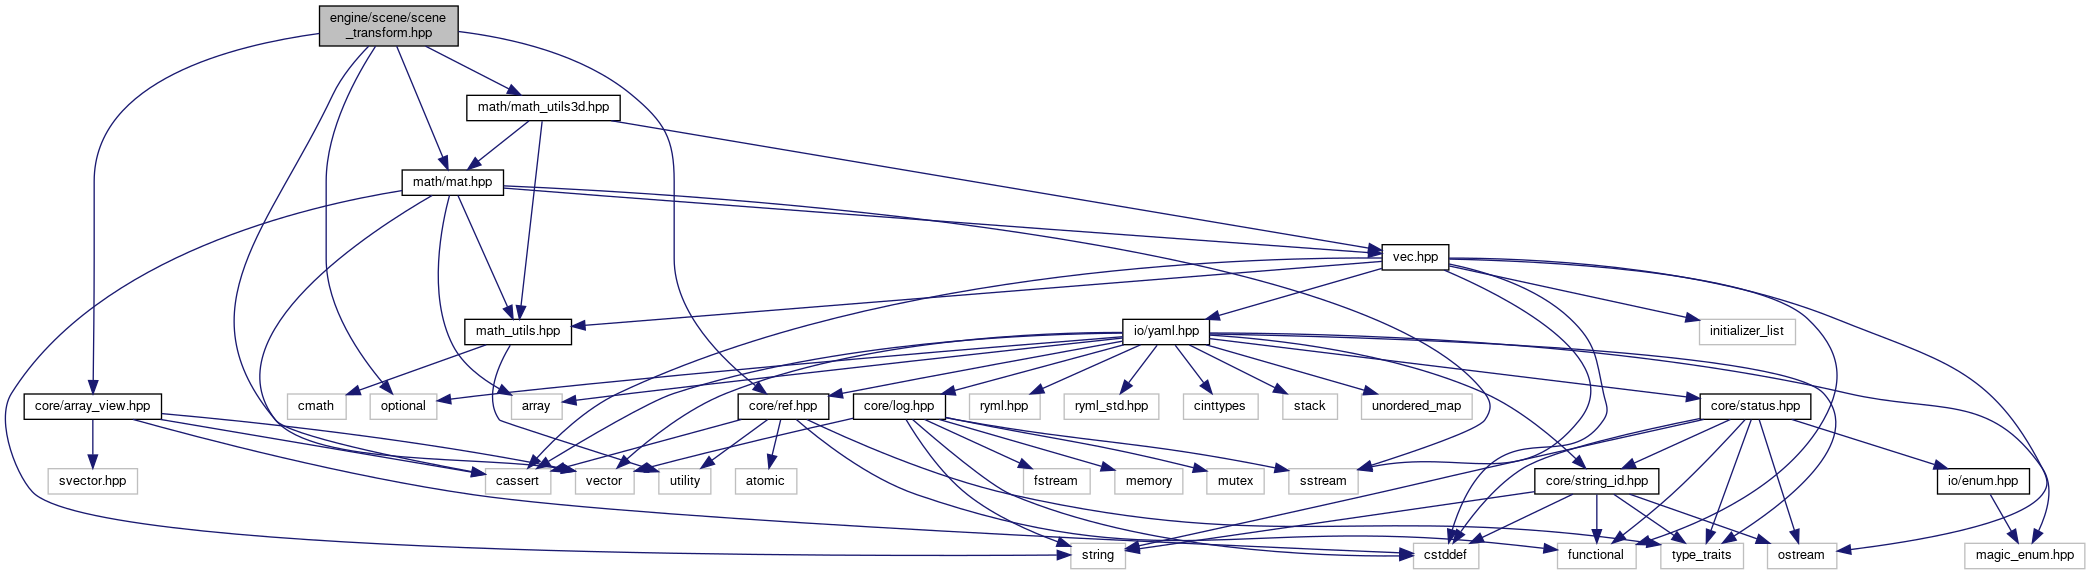 engine/scene/scene
_transform.hpp
math/math_utils3d.hpp
math/mat.hpp
vec.hpp
math_utils.hpp
io/yaml.hpp
initializer_list
core/array_view.hpp
cmath
optional
array
core/ref.hpp
core/log.hpp
ryml.hpp
ryml_std.hpp
cinttypes
stack
unordered_map
core/status.hpp
svector.hpp
cassert
vector
utility
atomic
fstream
memory
mutex
sstream
core/string_id.hpp
io/enum.hpp
string
cstddef
functional
type_traits
ostream
magic_enum.hpp